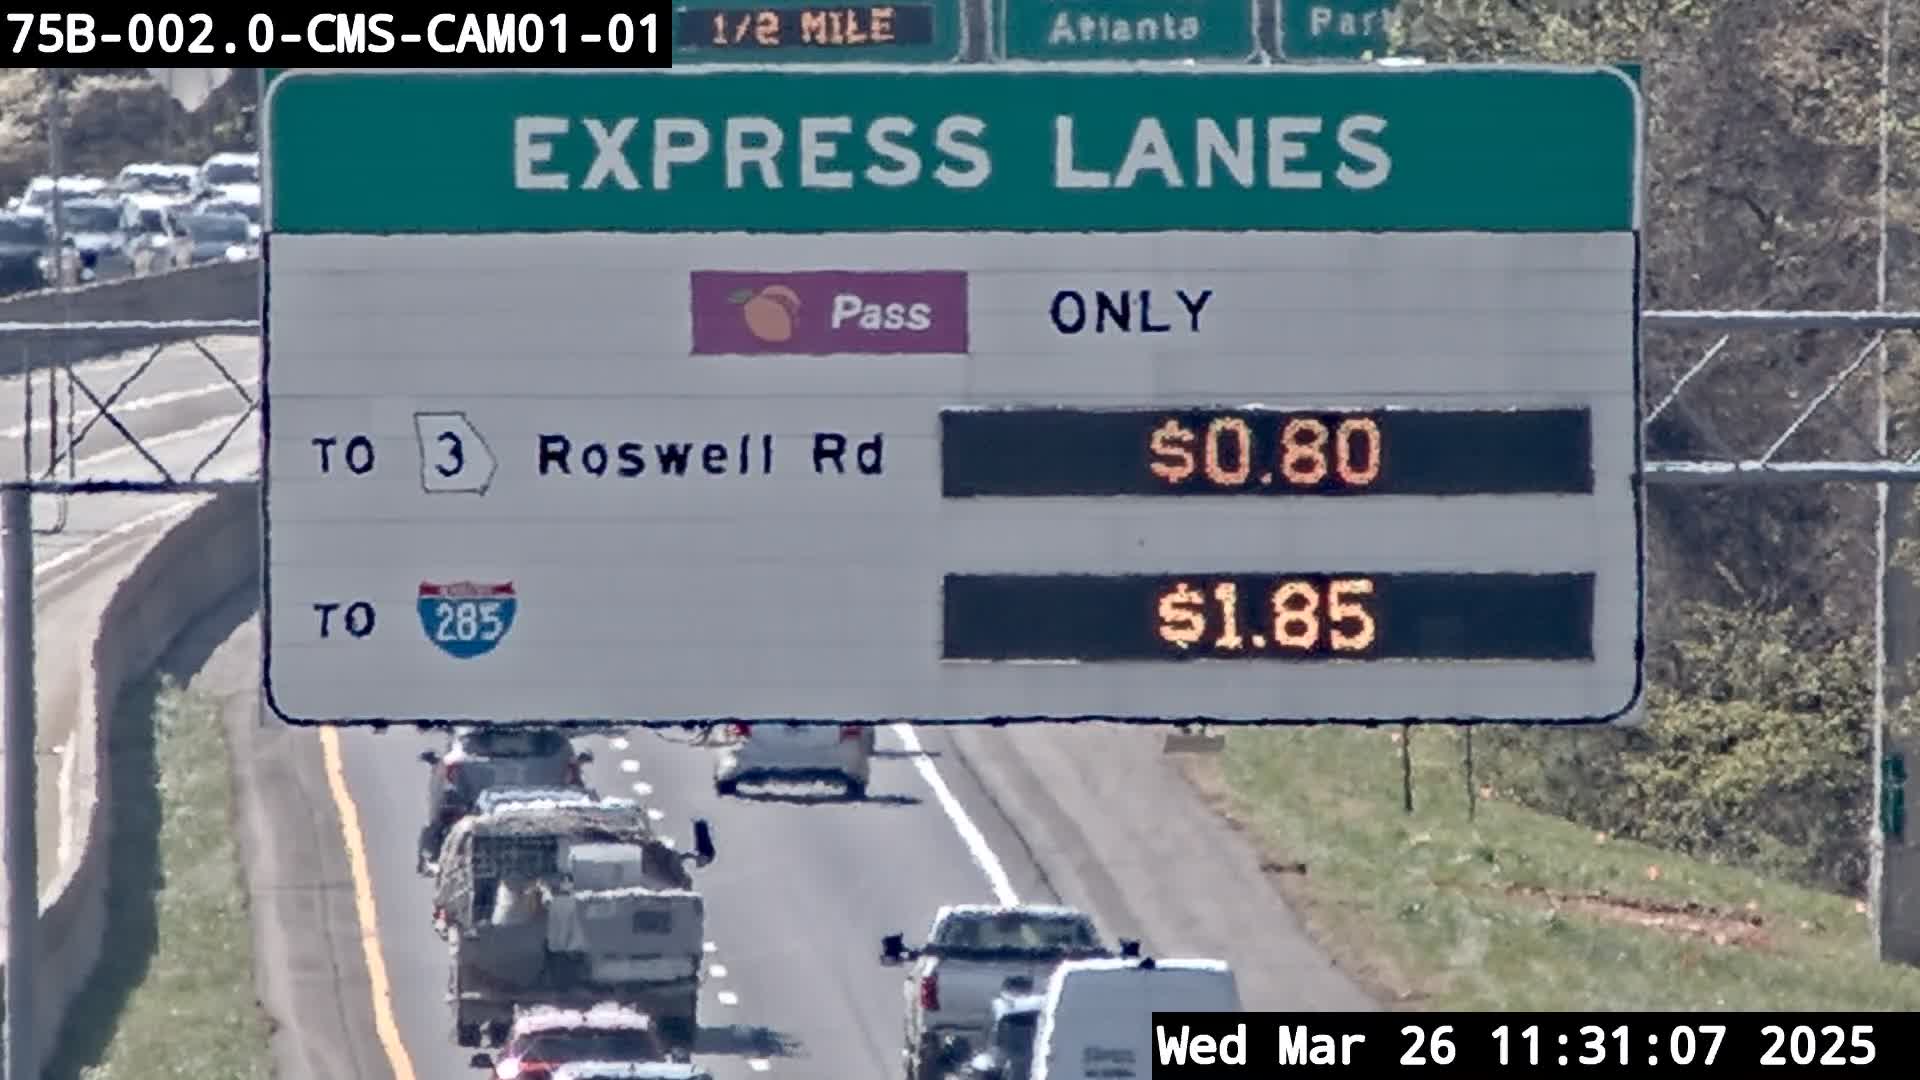 75B-002.0-CMS-CAM01-01
1/2 MILE
Atlanta
EXPRESS LANES
Pass ONLY
TO 3 Roswell Rd $0.80
TO 285 $1.85
Wed Mar 26 11:31:07 2025